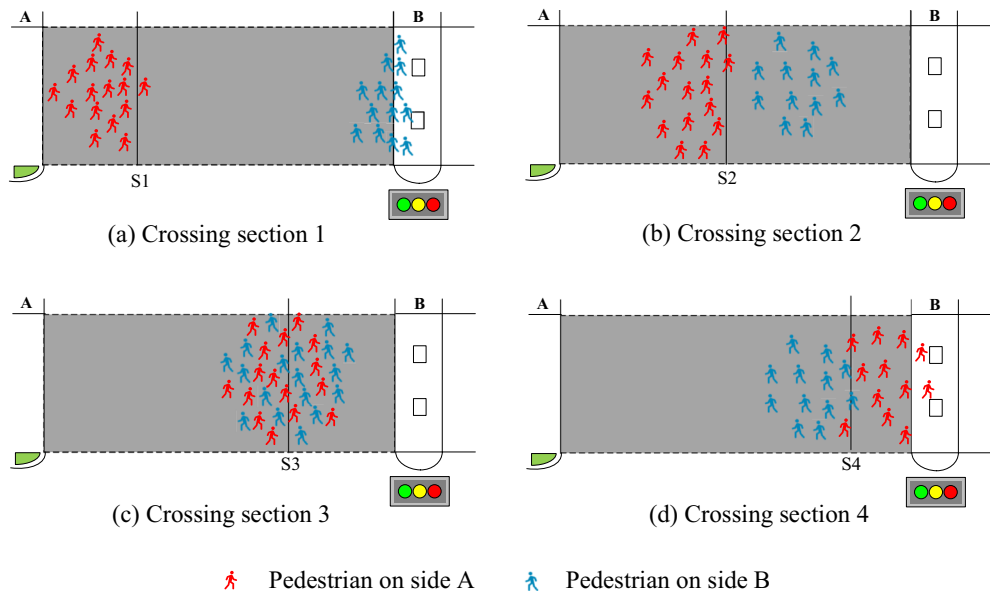 A B
S1
(a) Crossing section 1
A B
S2
(b) Crossing section 2
A B
S3
(c) Crossing section 3
A B
S4
(d) Crossing section 4
Pedestrian on side A Pedestrian on side B